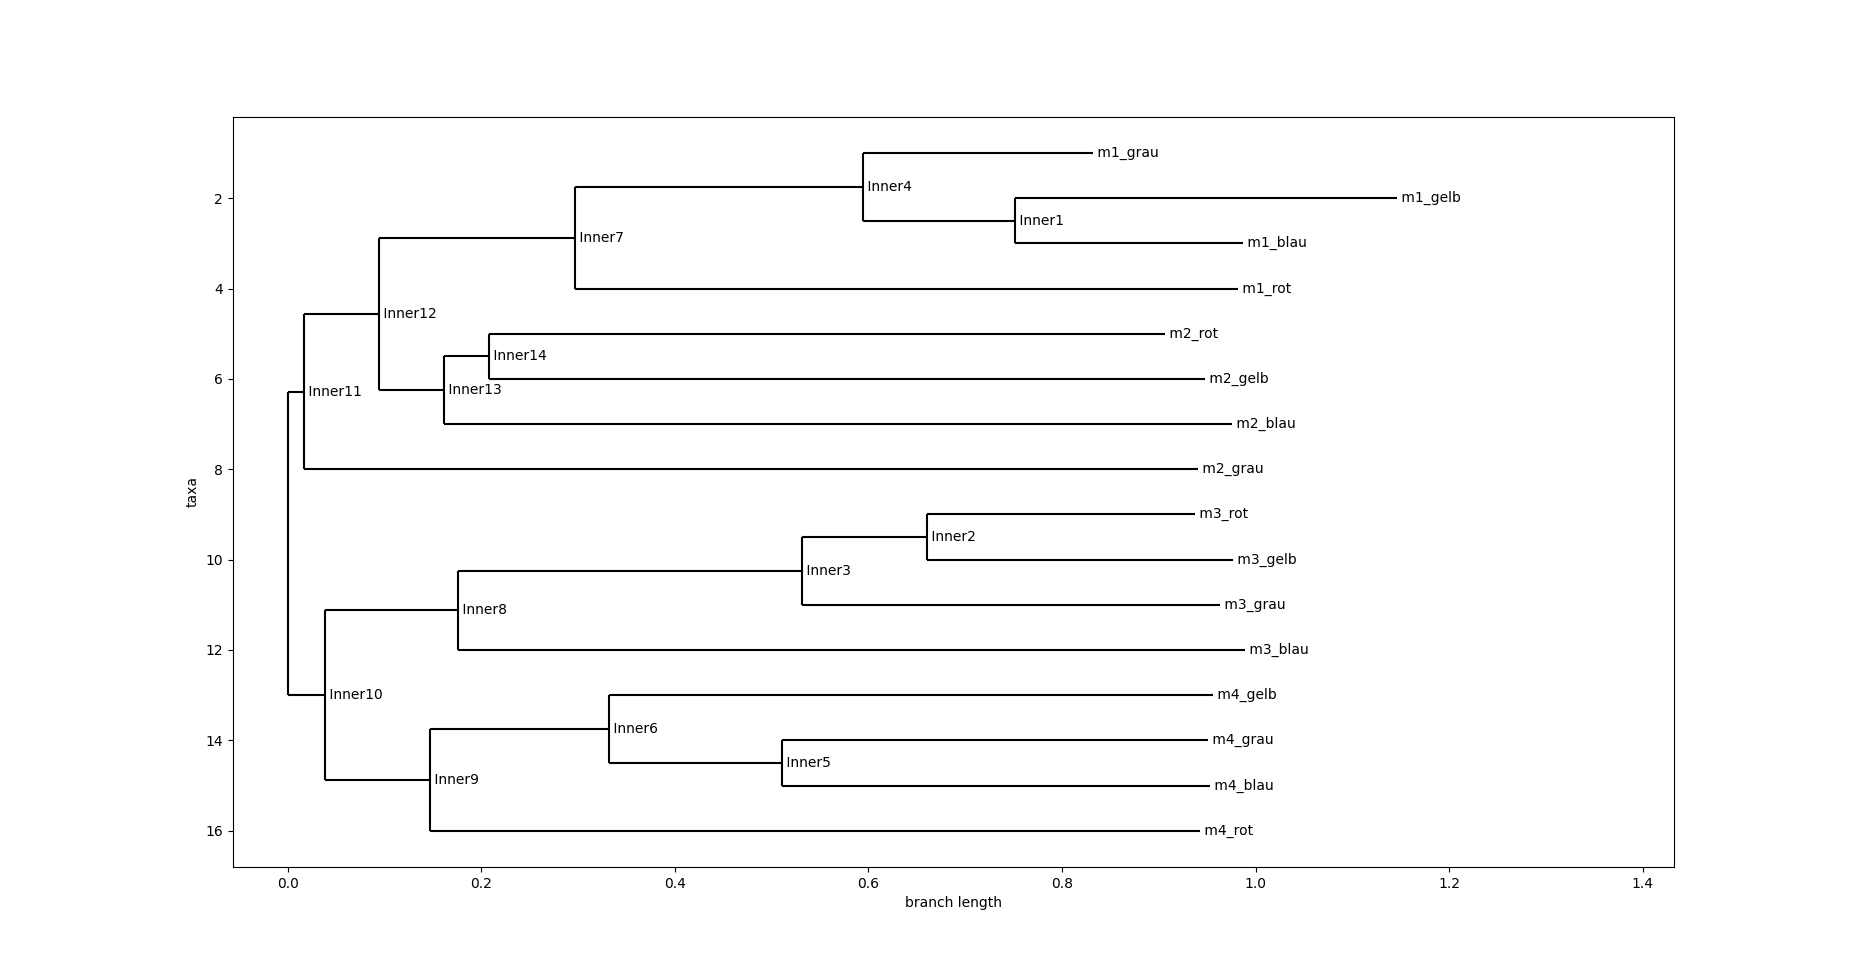 m1_grau
Inner4
2
m1_gelb
Inner1
Inner7
m1_blau
4
m1_rot
Inner12
m2_rot
Inner14
6
m2_gelb
Inner11
Inner13
m2_blau
8
m2_grau
taxa
m3_rot
Inner2
10
m3_gelb
Inner3
m3_grau
Inner8
12
m3_blau
Inner10
m4_gelb
Inner6
14
m4_grau
Inner5
Inner9
m4_blau
16
m4_rot
0.0 0.2 0.4 0.6 0.8 1.0 1.2 1.4
branch length